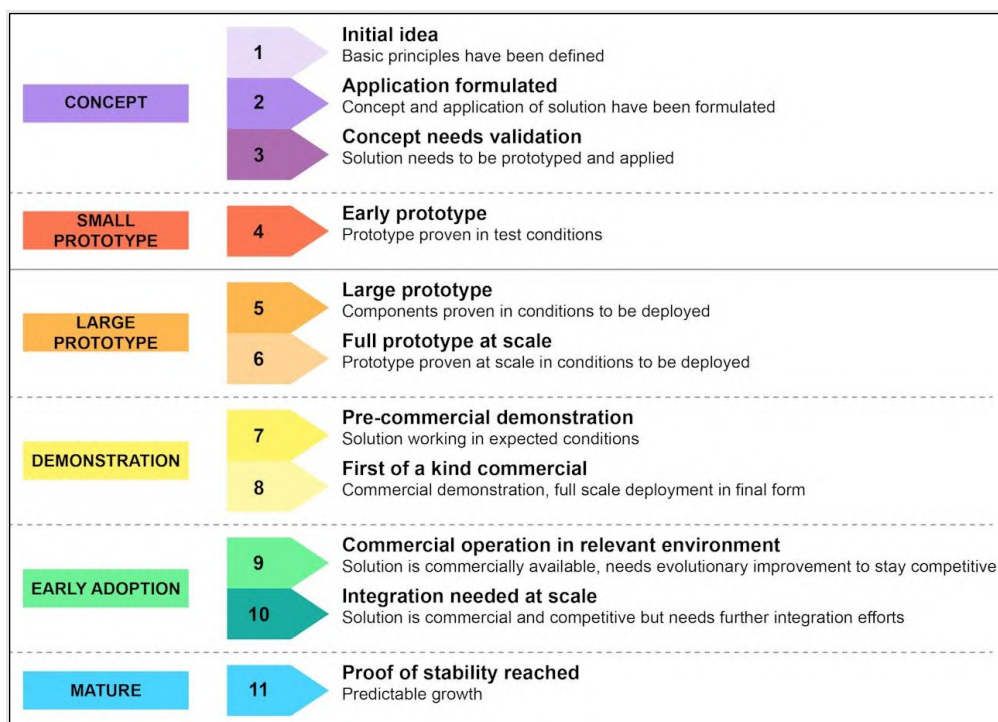 CONCEPT
1
Initial idea
Basic principles have been defined
2
Application formulated
Concept and application of solution have been formulated
3
Concept needs validation
Solution needs to be prototyped and applied
SMALL
PROTOTYPE
4
Early prototype
Prototype proven in test conditions
LARGE
PROTOTYPE
5
Large prototype
Components proven in conditions to be deployed
6
Full prototype at scale
Prototype proven at scale in conditions to be deployed
DEMONSTRATION
7
Pre-commercial demonstration
Solution working in expected conditions
8
First of a kind commercial
Commercial demonstration, full scale deployment in final form
EARLY ADOPTION
9
Commercial operation in relevant environment
Solution is commercially available, needs evolutionary improvement to stay competitive
10
Integration needed at scale
Solution is commercial and competitive but needs further integration efforts
MATURE
11
Proof of stability reached
Predictable growth